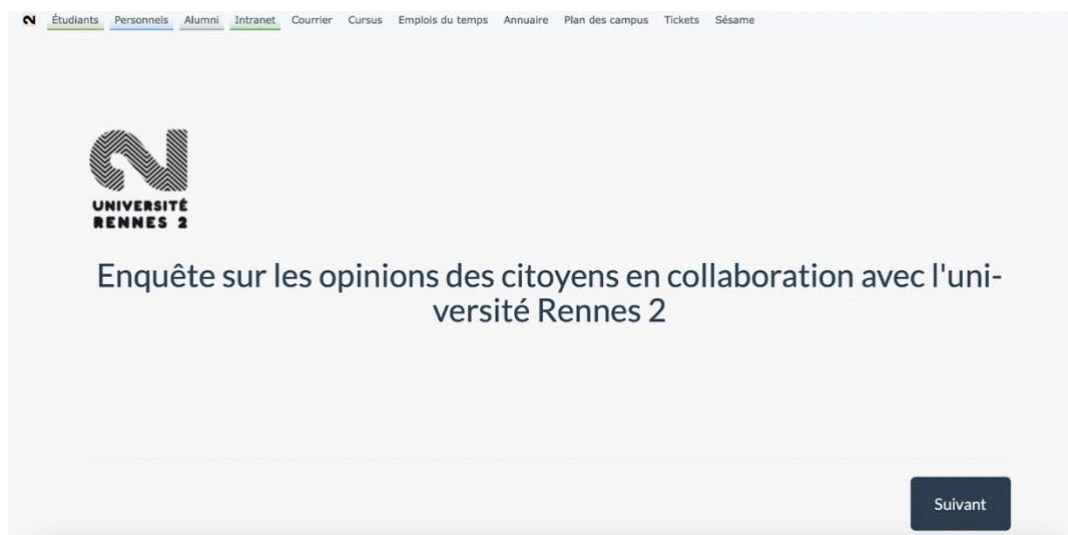 Étudiants Personnels Alumni Intranet Courrier Cursus Emplois du temps Annuaire Plan des campus Tickets Sésame
UNIVERSITÉ
RENNES 2
Enquête sur les opinions des citoyens en collaboration avec l'uni-
versité Rennes 2
Suivant